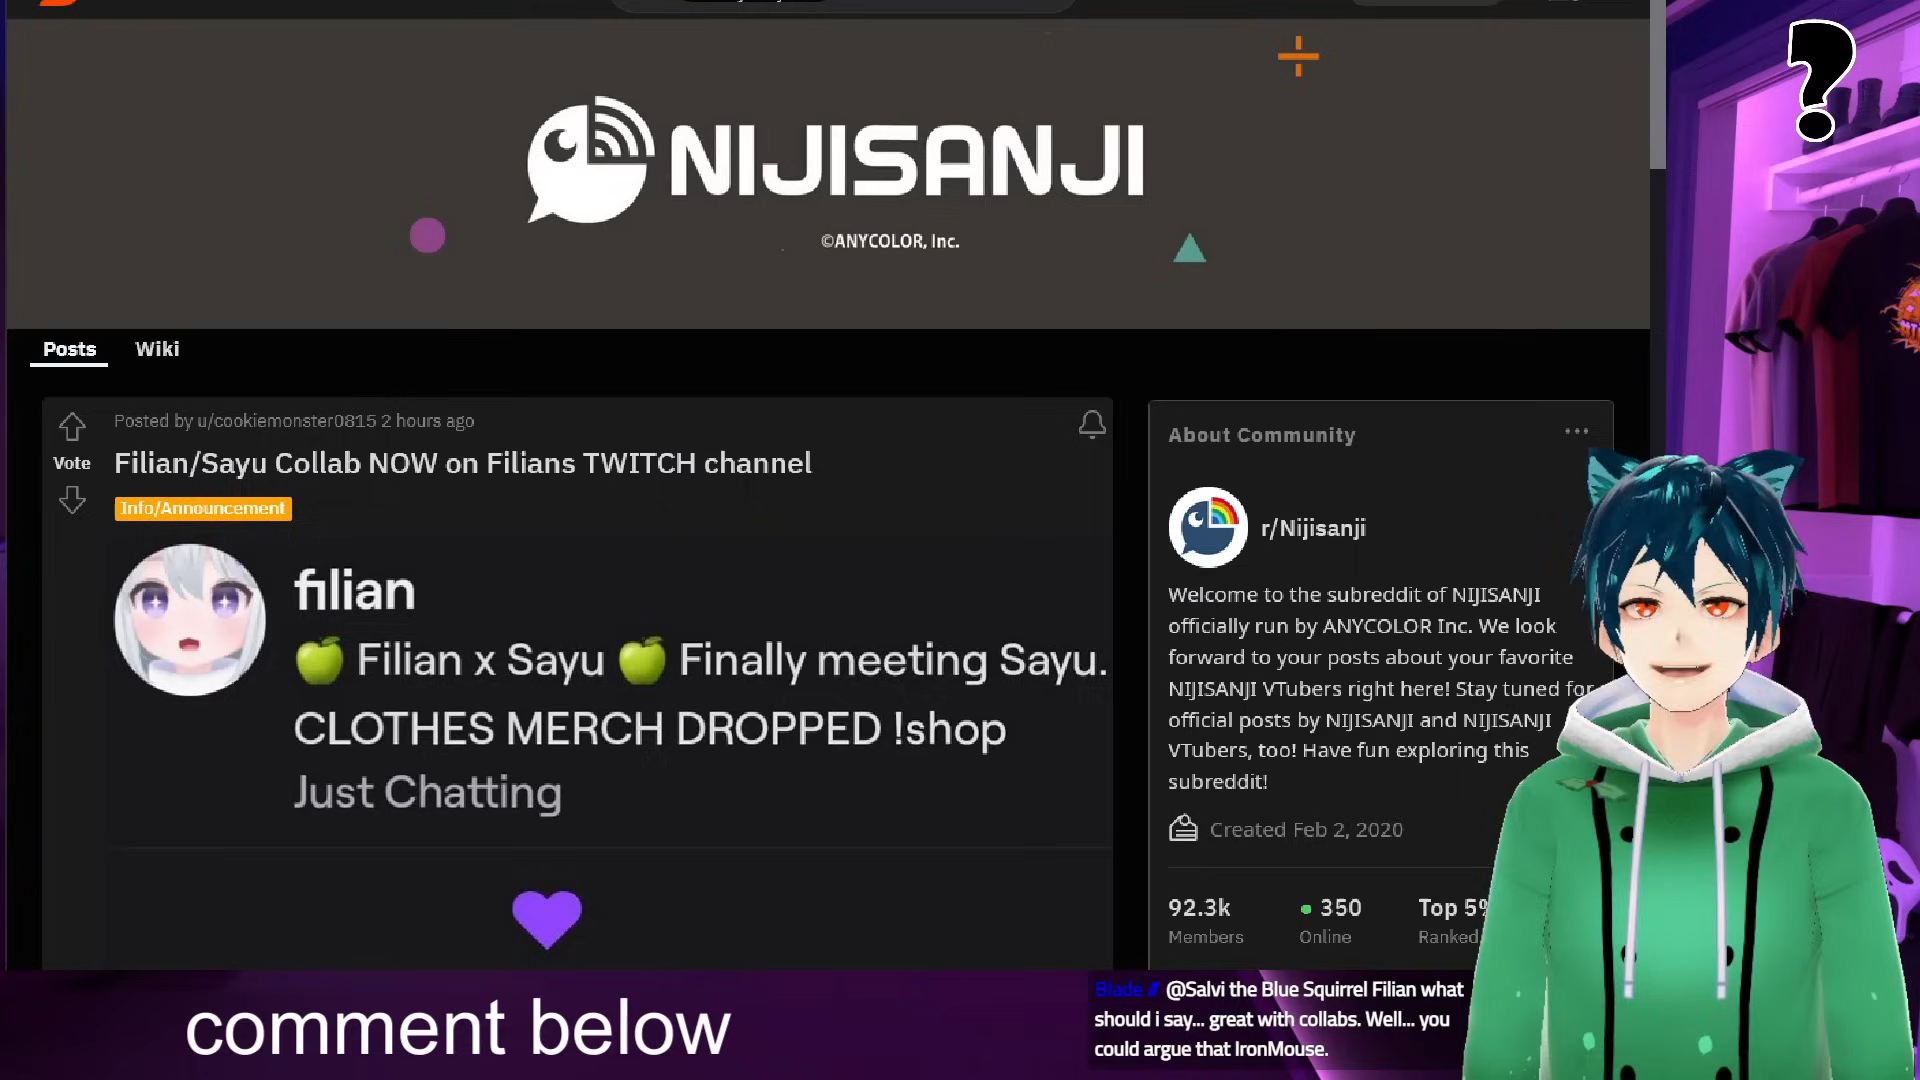 NIJISANJI
©ANYCOLOR, Inc.
Posts Wiki
Posted by u/cookiemonster0815 2 hours ago
Vote
Filian/Sayu Collab NOW on Filians TWITCH channel
Info/Announcement
filian
🍏 Filian x Sayu 🍏 Finally meeting Sayu.
CLOTHES MERCH DROPPED !shop
Just Chatting
About Community
r/Nijisanji
Welcome to the subreddit of NIJISANJI
officially run by ANYCOLOR Inc. We look
forward to your posts about your favorite
NIJISANJI VTubers right here! Stay tuned for
official posts by NIJISANJI and NIJISANJI
VTubers, too! Have fun exploring this
subreddit!
Created Feb 2, 2020
92.3k 350 Top 5%
Members Online Ranked
?
comment below
Blade // @Salvi the Blue Squirrel Filian what
should i say... great with collabs. Well... you
could argue that IronMouse.